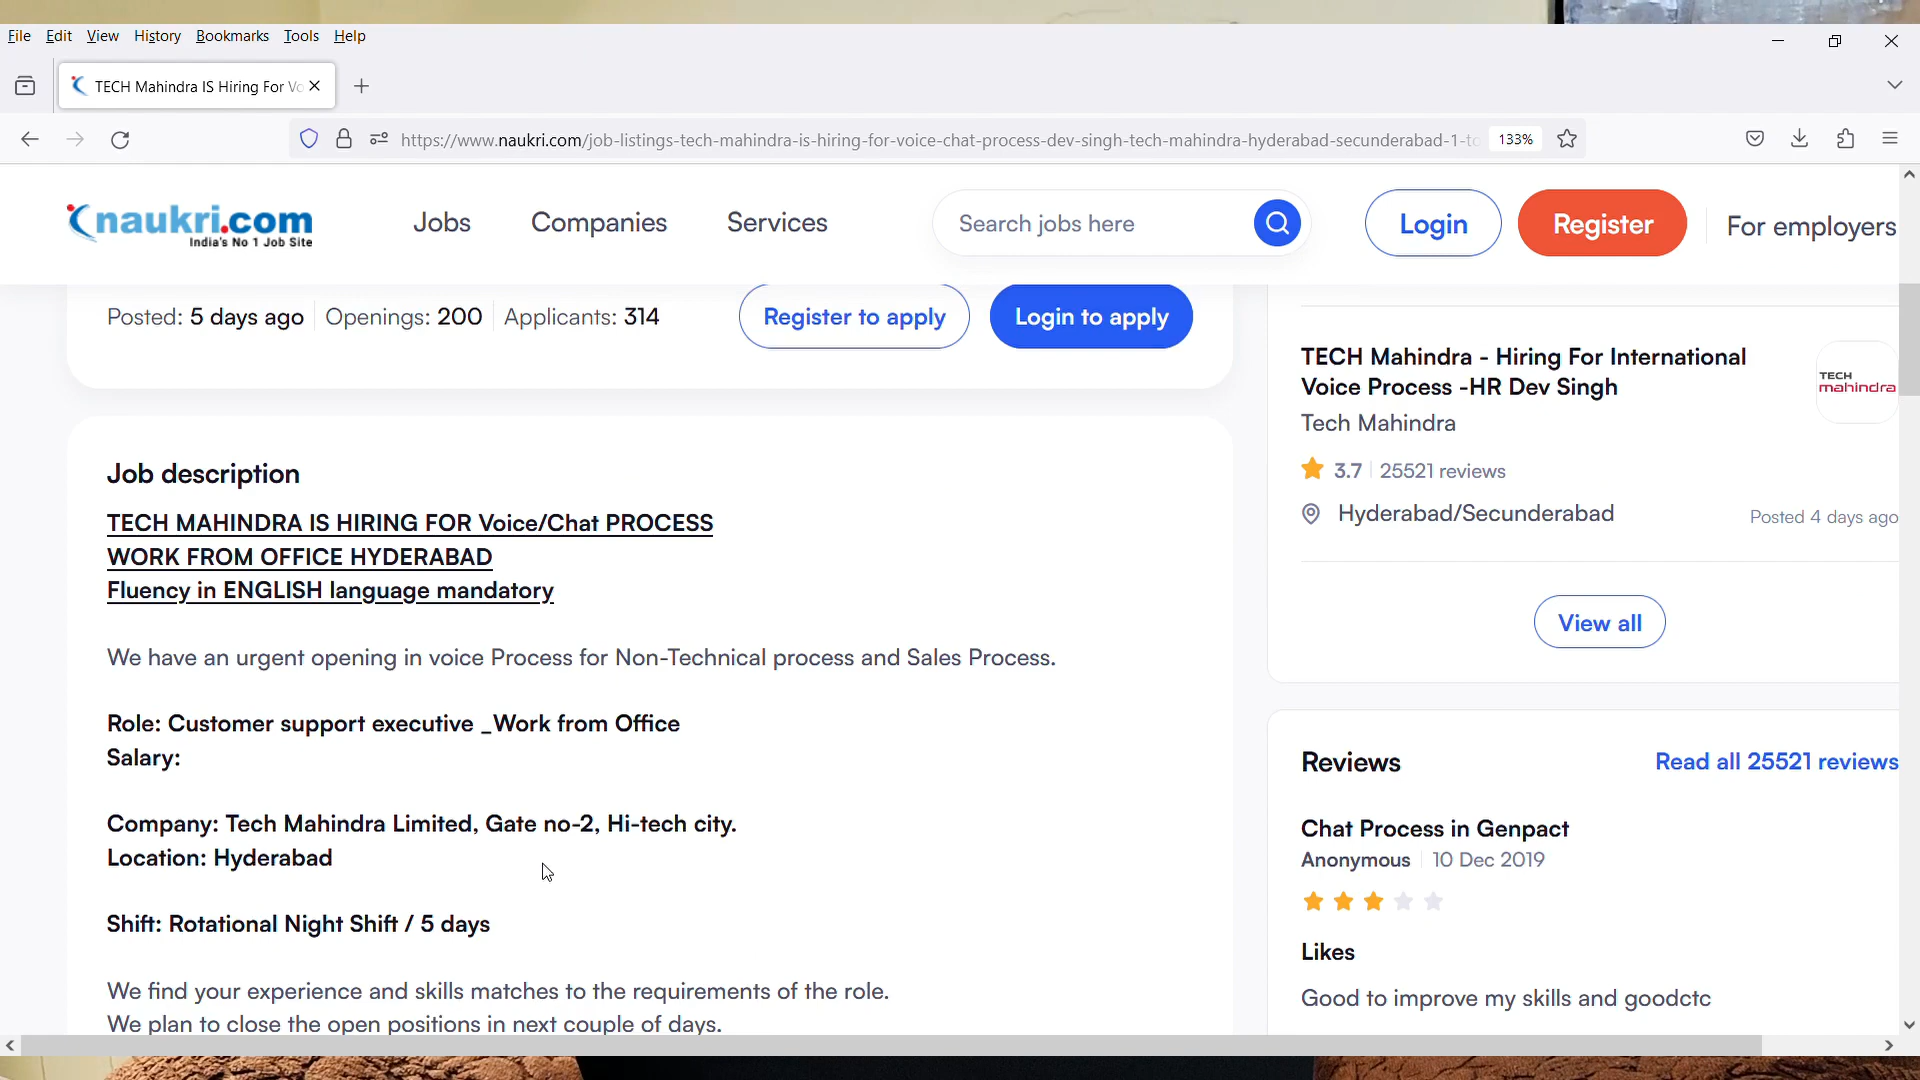 File Edit View History Bookmarks Tools Help
TECH Mahindra IS Hiring For Vo
https://www.naukri.com/job-listings-tech-mahindra-is-hiring-for-voice-chat-process-dev-singh-tech-mahindra-hyderabad-secunderabad-1-to
133%
naukri.com
India's No 1 Job Site
Jobs Companies Services
Search jobs here
Login Register For employers
Posted: 5 days ago Openings: 200 Applicants: 314
Register to apply Login to apply
Job description
TECH MAHINDRA IS HIRING FOR Voice/Chat PROCESS
WORK FROM OFFICE HYDERABAD
Fluency in ENGLISH language mandatory
We have an urgent opening in voice Process for Non-Technical process and Sales Process.
Role: Customer support executive _Work from Office
Salary:
Company: Tech Mahindra Limited, Gate no-2, Hi-tech city.
Location: Hyderabad
Shift: Rotational Night Shift / 5 days
We find your experience and skills matches to the requirements of the role.
We plan to close the open positions in next couple of days.
TECH Mahindra - Hiring For International
Voice Process -HR Dev Singh
TECH
mahindra
Tech Mahindra
3.7 25521 reviews
Hyderabad/Secunderabad
Posted 4 days ago
View all
Reviews
Read all 25521 reviews
Chat Process in Genpact
Anonymous 10 Dec 2019
Likes
Good to improve my skills and goodctc